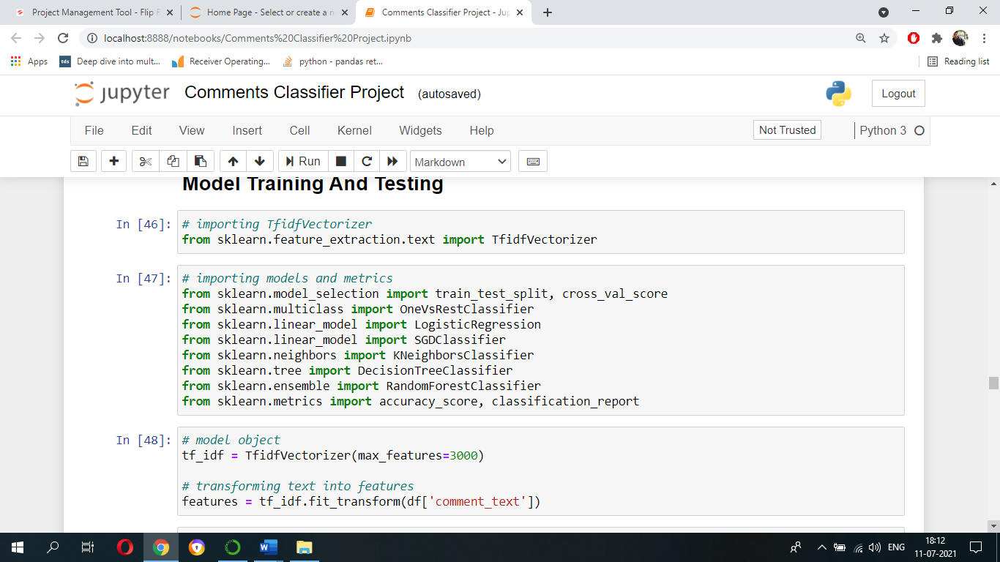 Project Management Tool - Flip R
Home Page - Select or create a n
Comments Classifier Project - Jup
localhost:8888/notebooks/Comments%20Classifier%20Project.ipynb
Apps
tds
Deep dive into mult...
Receiver Operating...
python - pandas ret...
Reading list
jupyter
Comments Classifier Project
(autosaved)
Logout
File
Edit
View
Insert
Cell
Kernel
Widgets
Help
Not Trusted
Python 3
Run
Markdown
Model Training And Testing
In [46]:
# importing TfidfVectorizer
from sklearn.feature_extraction.text import TfidfVectorizer
In [47]:
# importing models and metrics
from sklearn.model_selection import train_test_split, cross_val_score
from sklearn.multiclass import OneVsRestClassifier
from sklearn.linear_model import LogisticRegression
from sklearn.linear_model import SGDClassifier
from sklearn.neighbors import KNeighborsClassifier
from sklearn.tree import DecisionTreeClassifier
from sklearn.ensemble import RandomForestClassifier
from sklearn.metrics import accuracy_score, classification_report
In [48]:
# model object
tf_idf = TfidfVectorizer(max_features=3000)
# transforming text into features
features = tf_idf.fit_transform(df['comment_text'])
ENG
18:12
11-07-2021